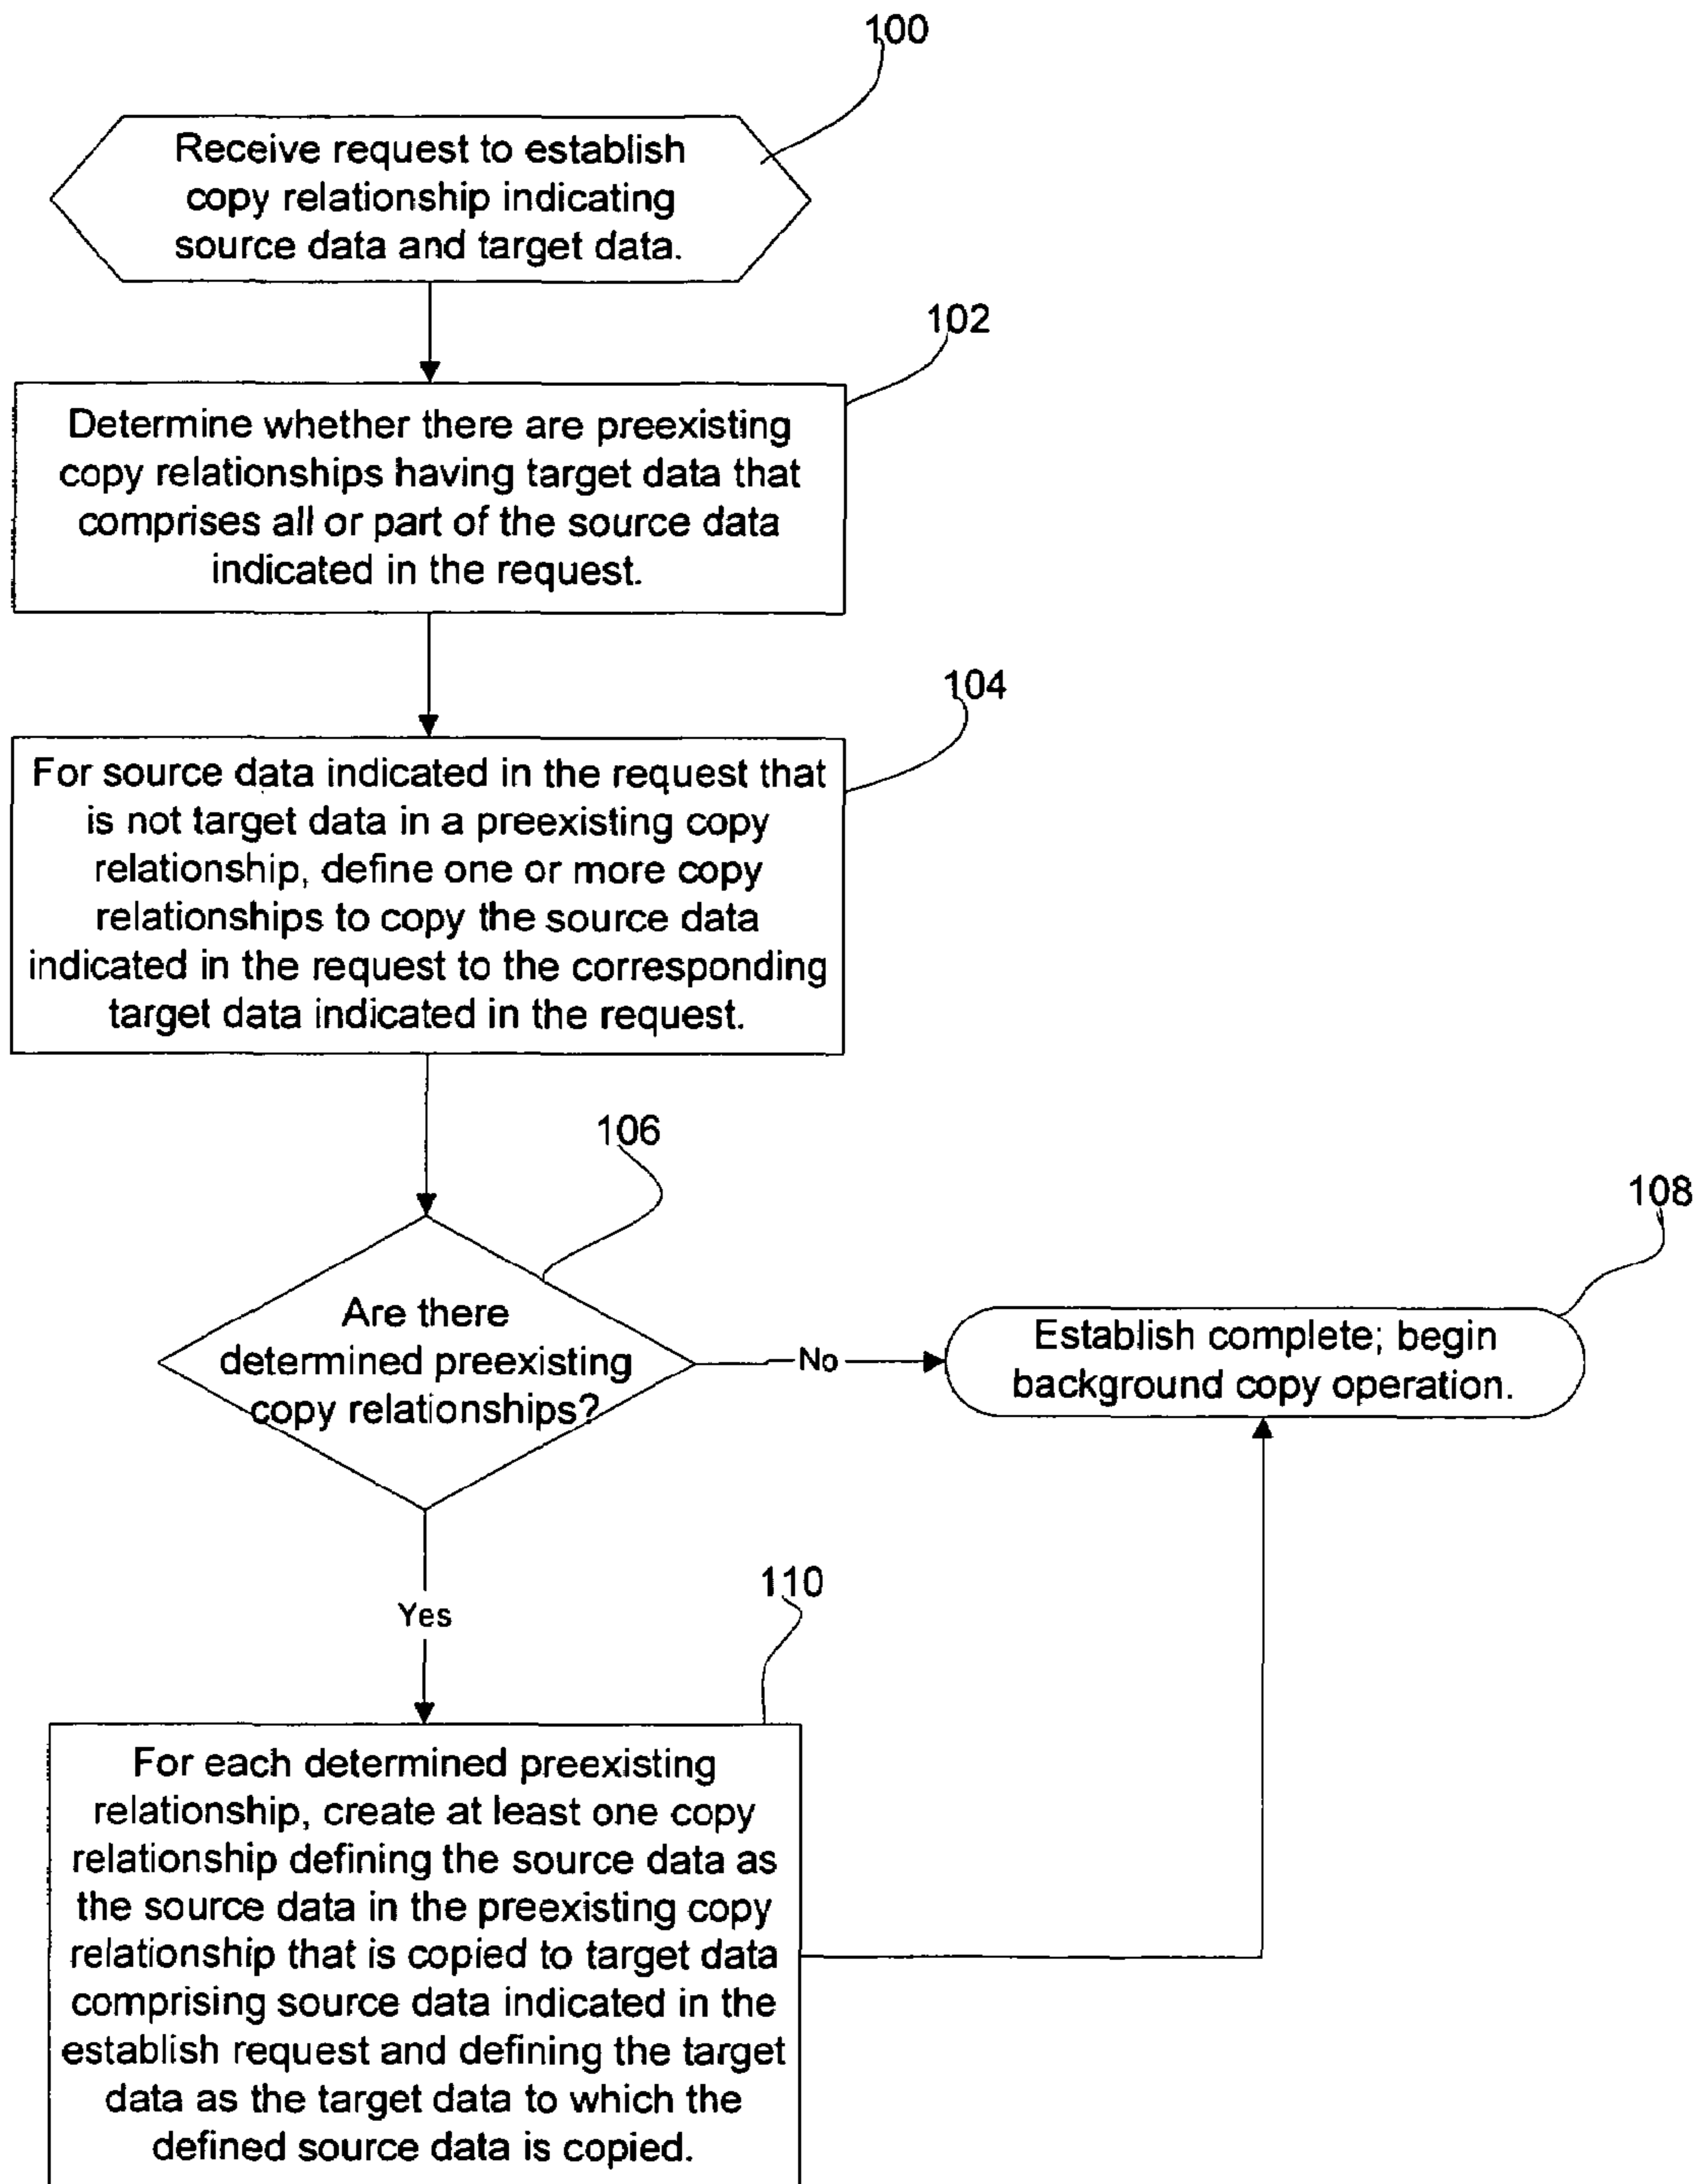 100
Receive request to establish
copy relationship indicating
source data and target data.
102
Determine whether there are preexisting
copy relationships having target data that
comprises all or part of the source data
indicated in the request.
104
For source data indicated in the request that
is not target data in a preexisting copy
relationship, define one or more copy
relationships to copy the source data
indicated in the request to the corresponding
target data indicated in the request.
106
Are there
determined preexisting
copy relationships?
No
108
Establish complete; begin
background copy operation.
Yes
110
For each determined preexisting
relationship, create at least one copy
relationship defining the source data as
the source data in the preexisting copy
relationship that is copied to target data
comprising source data indicated in the
establish request and defining the target
data as the target data to which the
defined source data is copied.